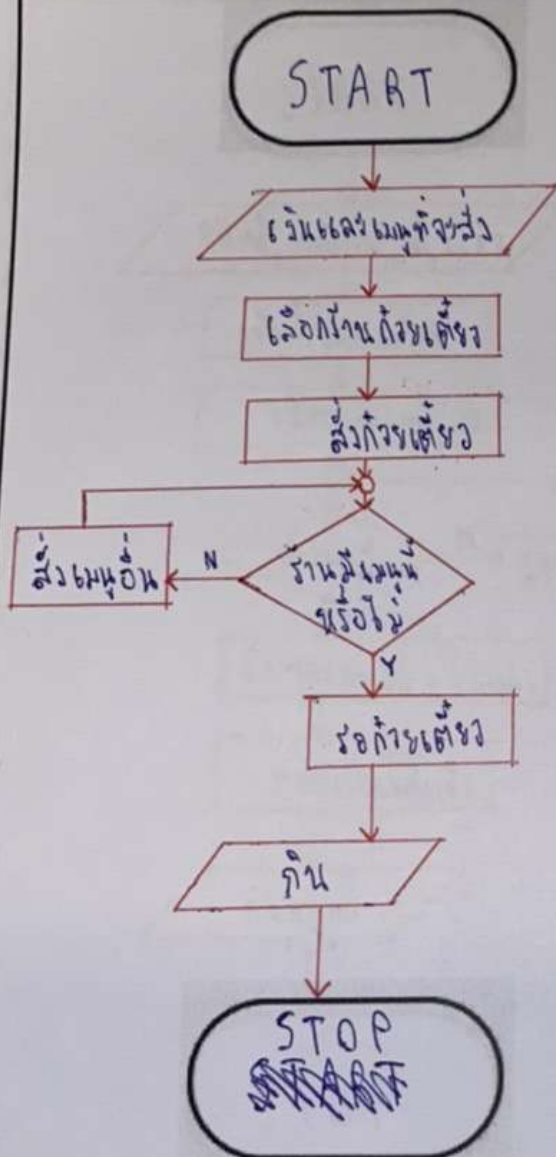 START
เงินและเมนูที่จะสั่ง
เลือกร้านก๋วยเตี๋ยว
สั่งก๋วยเตี๋ยว
ร้านมีเมนูนี้
หรือไม่
N
สั่งเมนูอื่น
Y
รอก๋วยเตี๋ยว
กิน
STOP